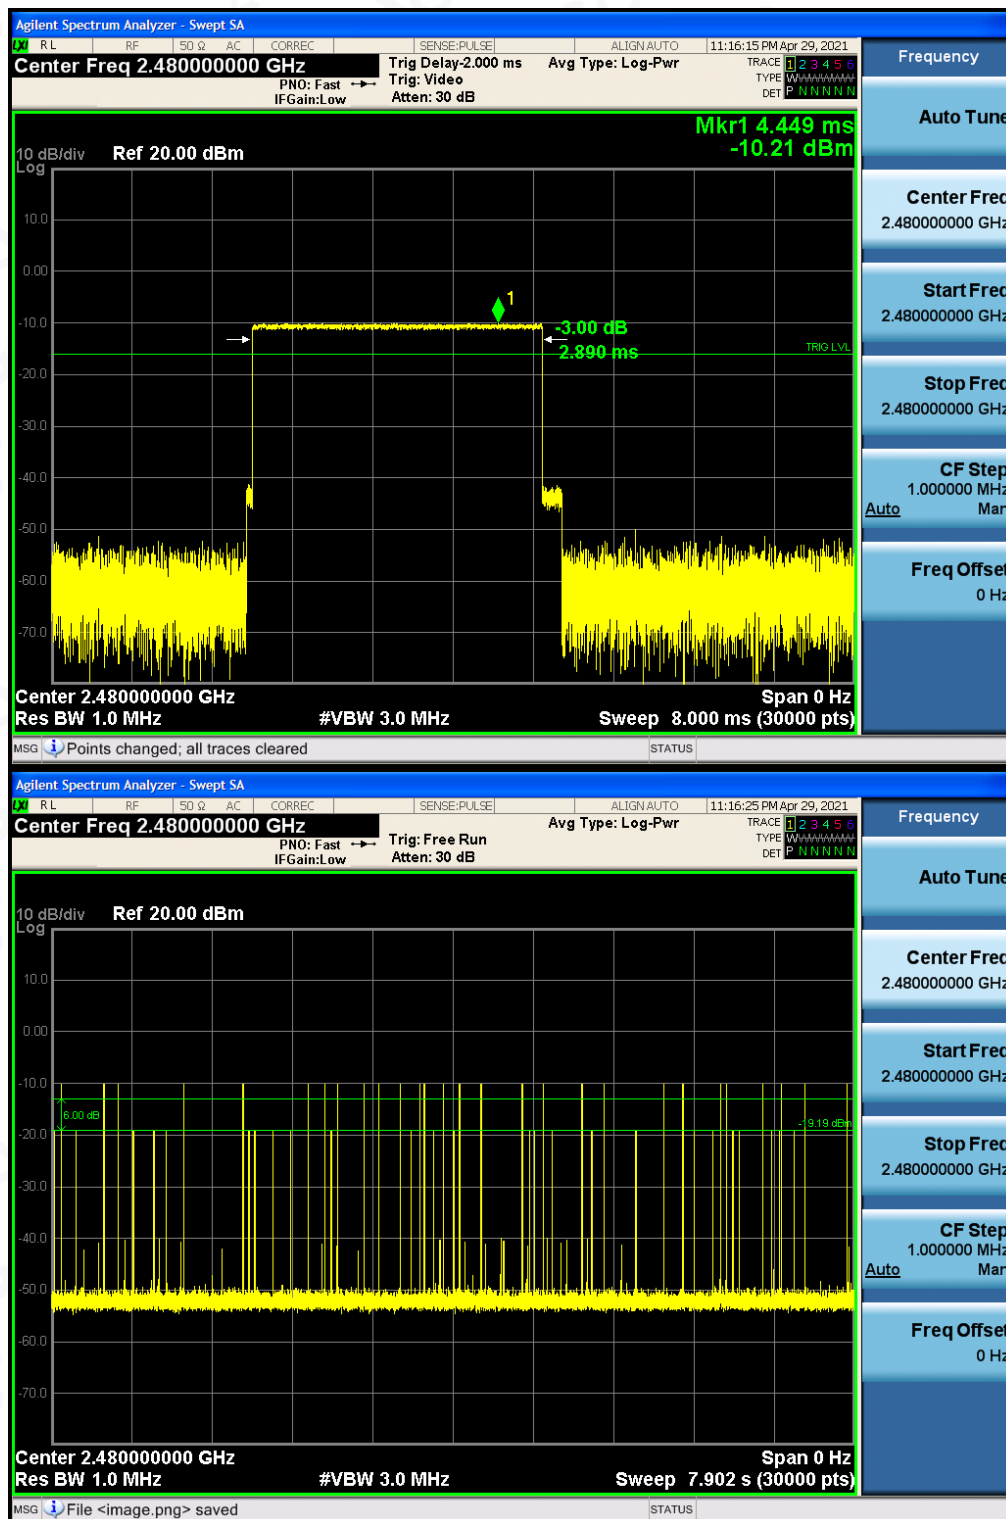 Agilent Spectrum Analyzer - Swept SA
LXI RL RF 50 Ω AC CORREC SENSE:PULSE ALIGN AUTO 11:16:15 PM Apr 29, 2021
Center Freq 2.480000000 GHz
PNO: Fast
IFGain:Low
Trig Delay-2.000 ms
Trig: Video
Atten: 30 dB
Avg Type: Log-Pwr
TRACE 1 2 3 4 5 6
TYPE
DET P N N N N N
Mkr1 4.449 ms
-10.21 dBm
10 dB/div
Log
Ref 20.00 dBm
10.0
0.00
-10.0
-20.0
-30.0
-40.0
-50.0
-60.0
-70.0
1
-3.00 dB
2.890 ms
TRIG LVL
Center 2.480000000 GHz
Span 0 Hz
Res BW 1.0 MHz
#VBW 3.0 MHz
Sweep 8.000 ms (30000 pts)
MSG Points changed; all traces cleared
STATUS
Frequency
Auto Tune
Center Freq
2.480000000 GHz
Start Freq
2.480000000 GHz
Stop Freq
2.480000000 GHz
CF Step
1.000000 MHz
Auto Man
Freq Offset
0 Hz
Agilent Spectrum Analyzer - Swept SA
LXI RL RF 50 Ω AC CORREC SENSE:PULSE ALIGN AUTO 11:16:25 PM Apr 29, 2021
Center Freq 2.480000000 GHz
PNO: Fast
IFGain:Low
Trig: Free Run
Atten: 30 dB
Avg Type: Log-Pwr
TRACE 1 2 3 4 5 6
TYPE
DET P N N N N N
10 dB/div
Log
Ref 20.00 dBm
10.0
0.00
-10.0
-20.0
-30.0
-40.0
-50.0
-60.0
-70.0
6.00 dB
-19.19 dBm
Center 2.480000000 GHz
Span 0 Hz
Res BW 1.0 MHz
#VBW 3.0 MHz
Sweep 7.902 s (30000 pts)
MSG File <image.png> saved
STATUS
Frequency
Auto Tune
Center Freq
2.480000000 GHz
Start Freq
2.480000000 GHz
Stop Freq
2.480000000 GHz
CF Step
1.000000 MHz
Auto Man
Freq Offset
0 Hz